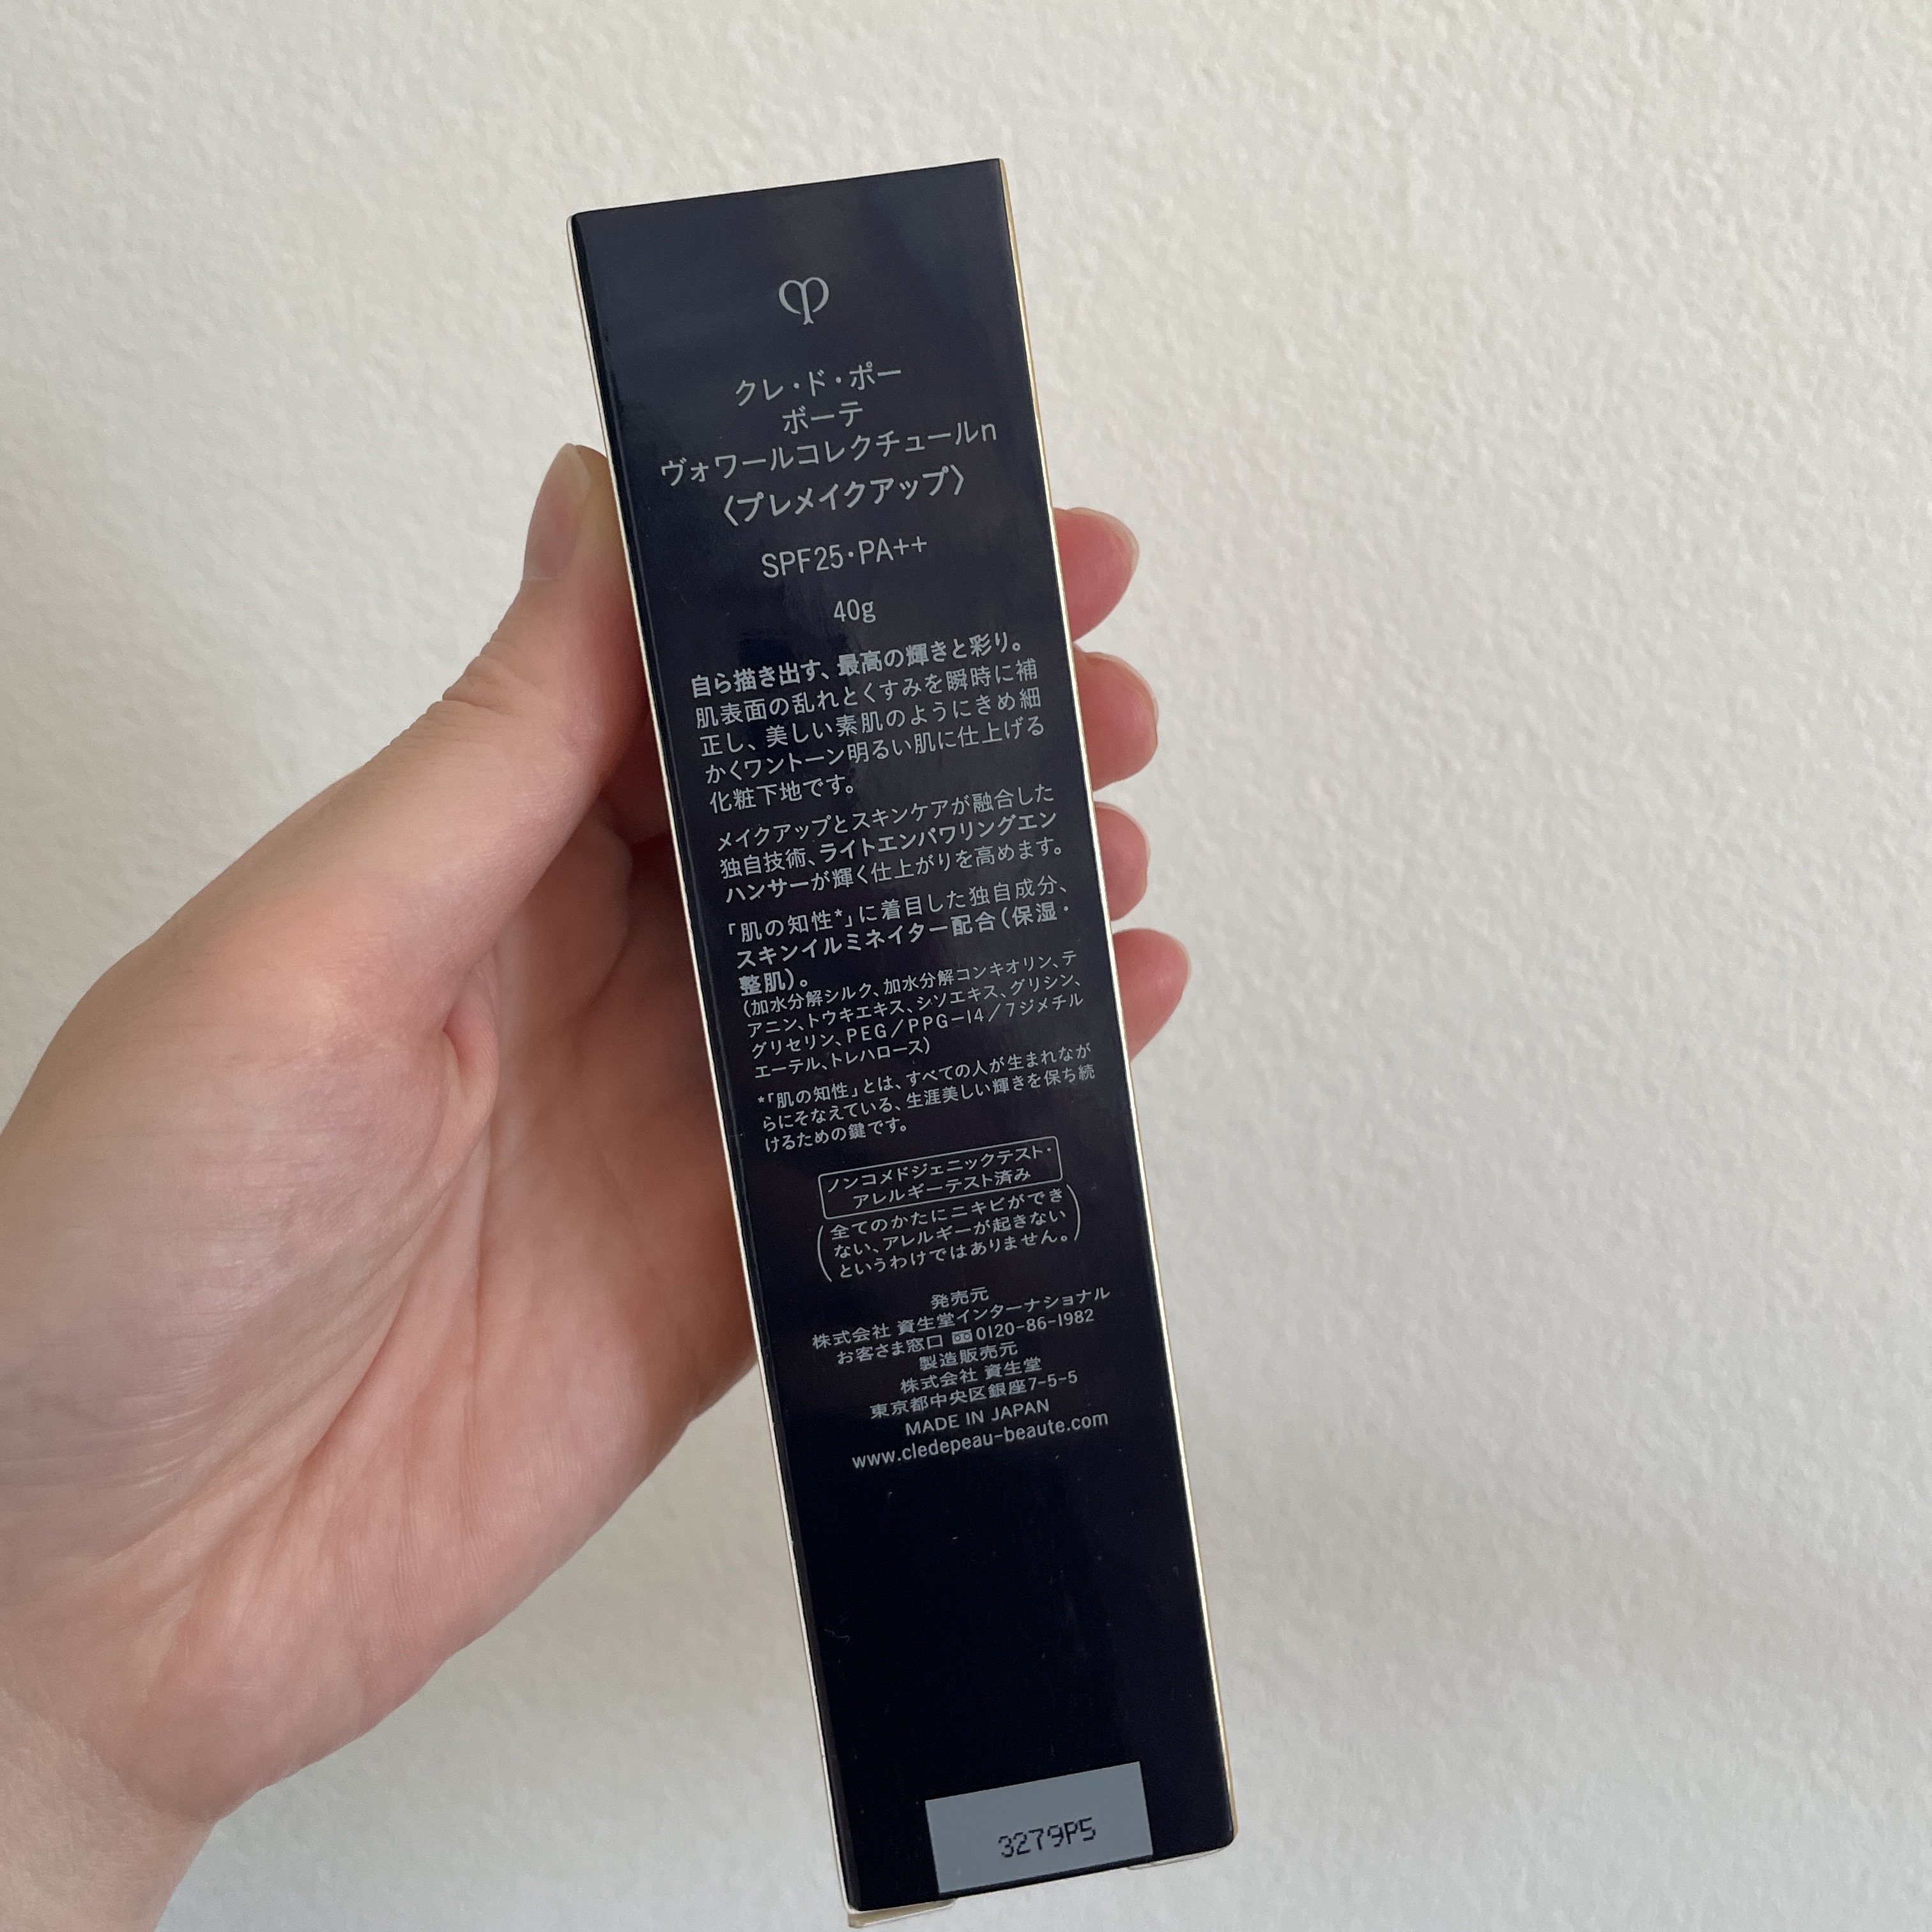 クレ・ド・ポー
ボーテ
ヴォワールコレクチュールn
〈プレメイクアップ〉
SPF25・PA++
40g
自ら描き出す、最高の輝きと彩り。
肌表面の乱れとくすみを瞬時に補
正し、美しい素肌のようにきめ細
かくワントーン明るい肌に仕上げる
化粧下地です。
メイクアップとスキンケアが融合した
独自技術、ライトエンパワリングエン
ハンサーが輝く仕上がりを高めます。
「肌の知性*」に着目した独自成分、
スキンイルミネイター配合(保湿・
整肌)。
(加水分解シルク、加水分解コンキオリン、テ
アニン、トウキエキス、シソエキス、グリシン、
グリセリン、PEG/PPG-14/7ジメチル
エーテル、トレハロース)
*「肌の知性」とは、すべての人が生まれなが
らにそなえている、生涯美しい輝きを保ち続
けるための鍵です。
ノンコメドジェニックテスト・
アレルギーテスト済み
(全てのかたにニキビができ
ない、アレルギーが起きない
というわけではありません。)
発売元
株式会社 資生堂インターナショナル
お客さま窓口 0120-86-1982
製造販売元
株式会社 資生堂
東京都中央区銀座7-5-5
MADE IN JAPAN
www.cledepeau-beaute.com
3279P5